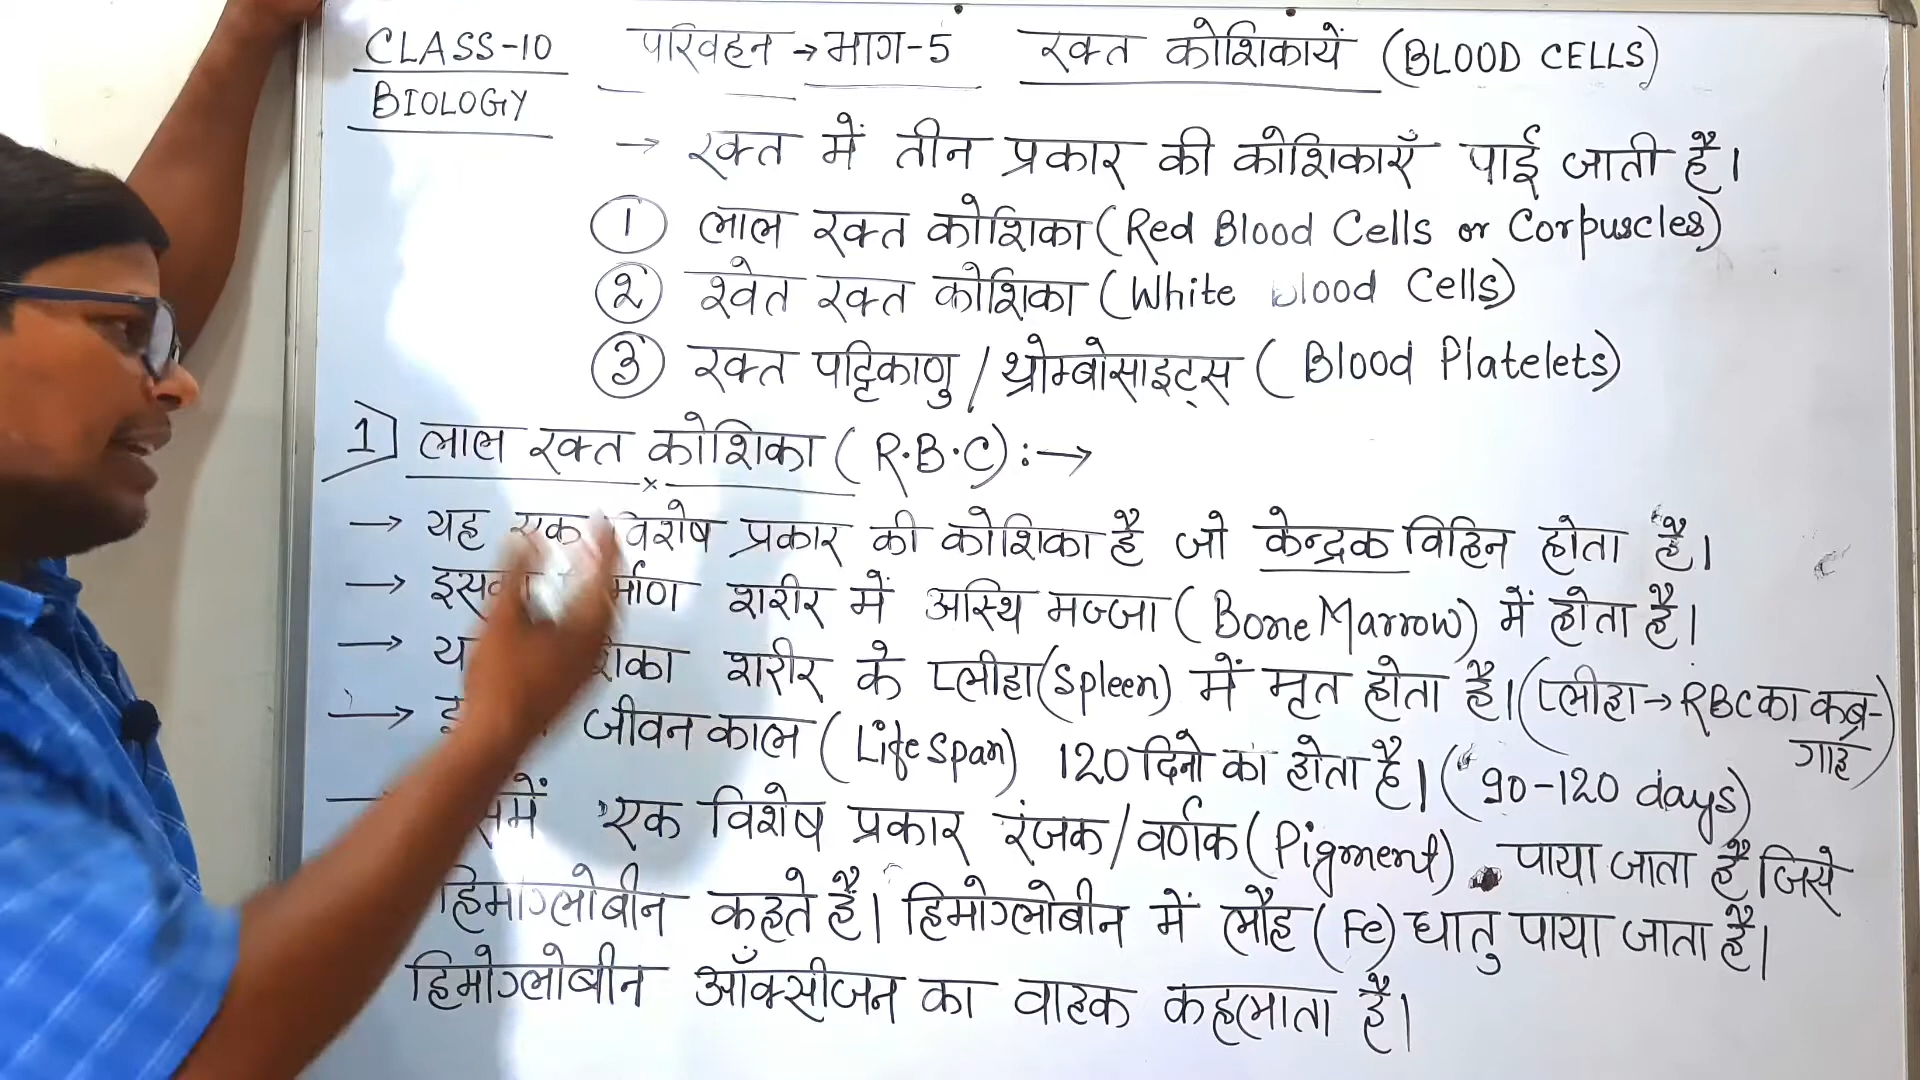 CLASS-10 परिवहन → भाग-5 रक्त कोशिकायें (BLOOD CELLS)
BIOLOGY
→ रक्त में तीन प्रकार की कोशिकाएँ पाई जाती है।
① लाल रक्त कोशिका (Red Blood Cells or Corpuscles)
② श्वेत रक्त कोशिका (White Blood Cells)
③ रक्त पट्टिकाणु / थ्रोम्बोसाइट्स ( Blood Platelets)
1] लाल रक्त कोशिका ( R.B.C) :→
→ यह एक विशेष प्रकार की कोशिका है जो केन्द्रक विहिन होता है।
→ शरीर में अस्थि मज्जा ( Bone Marrow) में होता है।
→ शरीर के प्लीहा (Spleen) में मृत होता है। (प्लीहा → RBC का कब्र-
गाह)
→ जीवन काल ( Life span) 120 दिनो का होता है। ( 90-120 days)
एक विशेष प्रकार रंजक / वर्णक ( Pigment) पाया जाता है जिसे
हिमोग्लोबीन कहते हैं। हिमोग्लोबीन में लौह ( Fe) धातु पाया जाता है।
हिमोग्लोबीन ऑक्सीजन का वाहक कहलाता है।